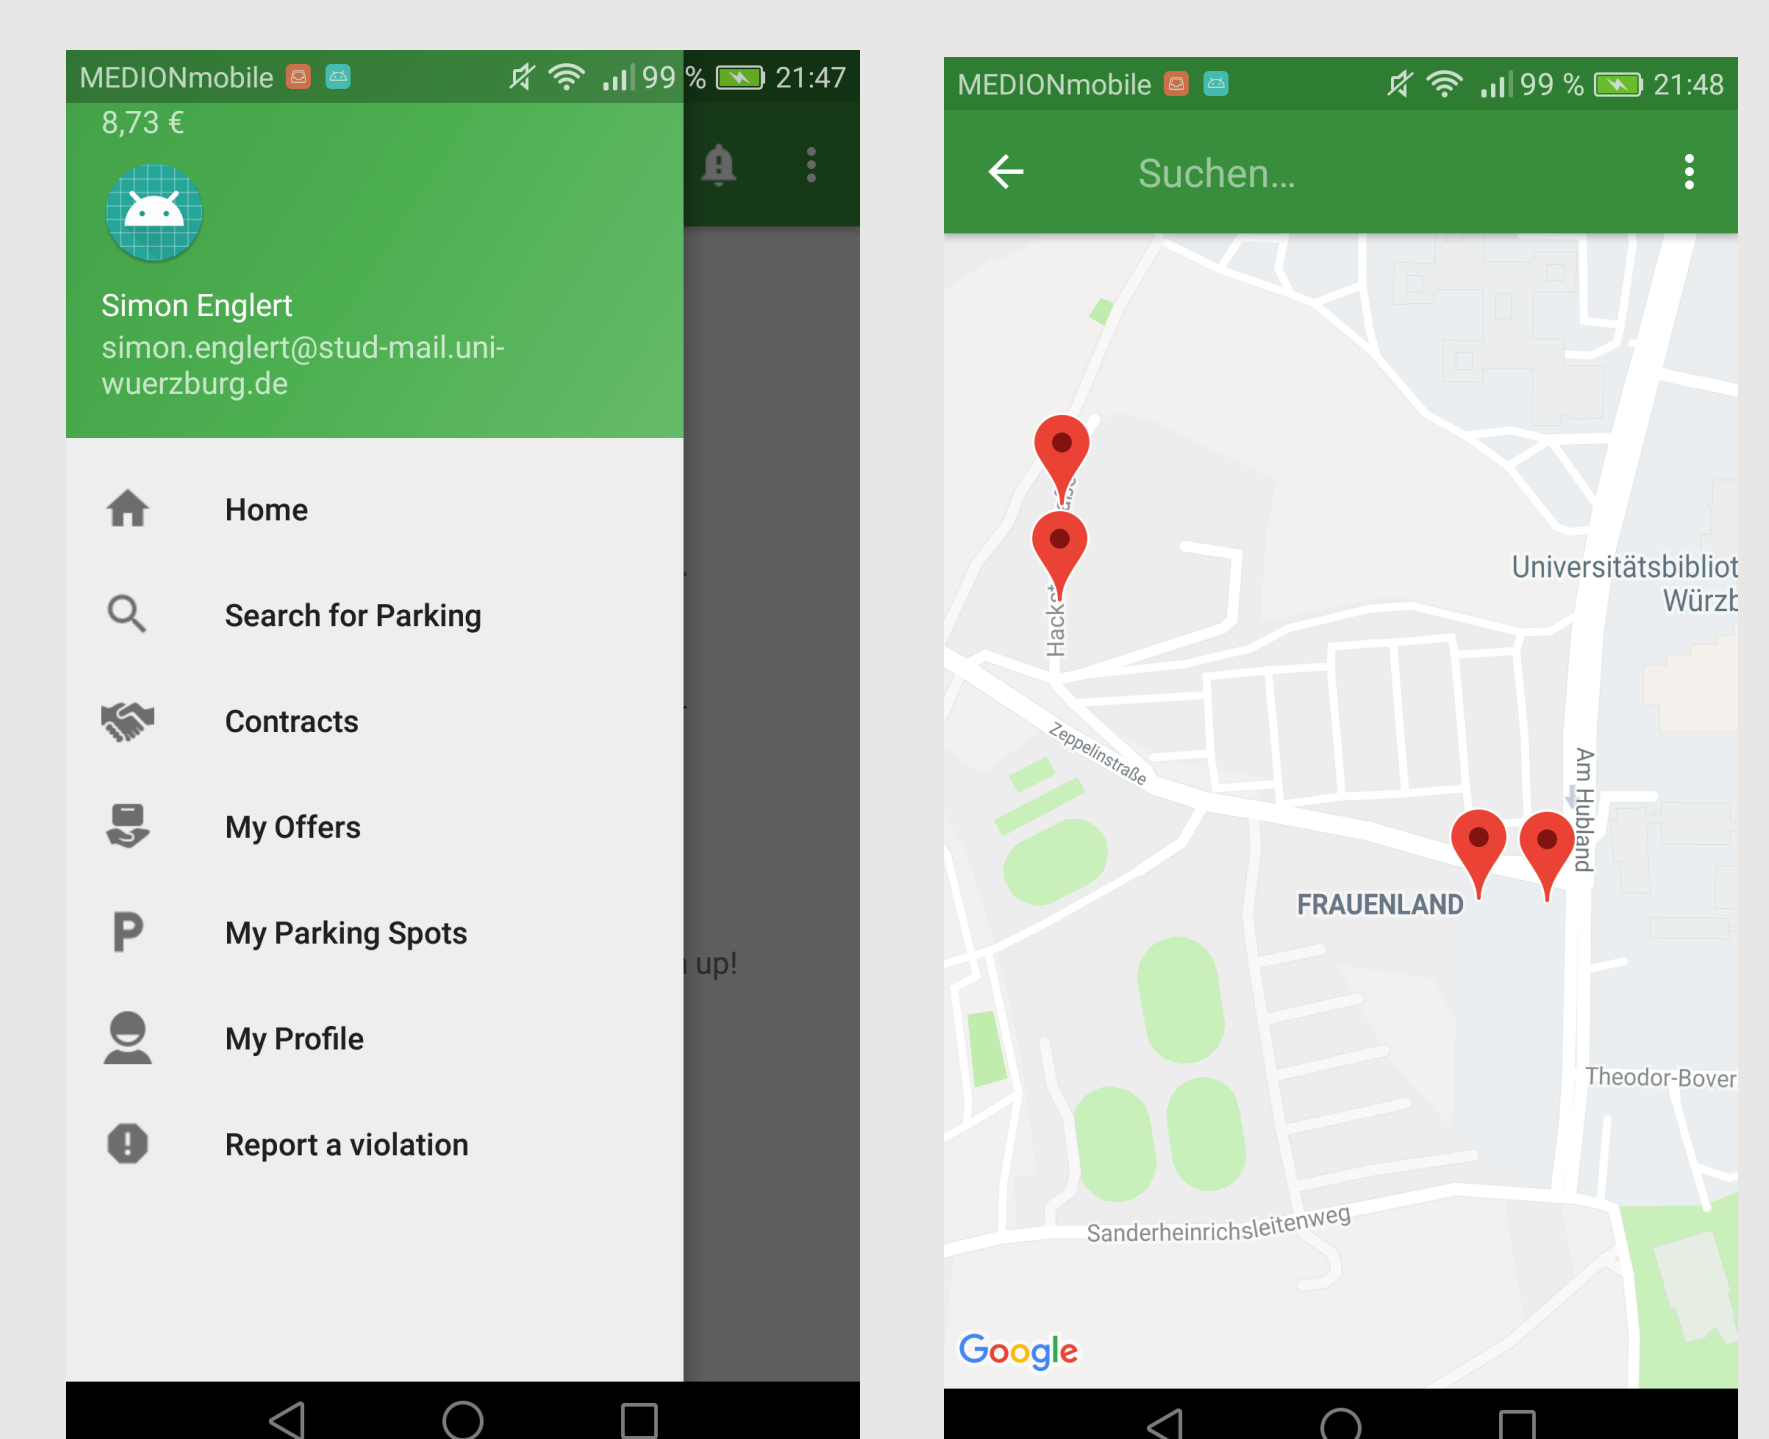 MEDIONmobile 99 % 21:47
8,73 €
Simon Englert
simon.englert@stud-mail.uni-
wuerzburg.de
Home
Search for Parking
Contracts
My Offers
My Parking Spots
up!
My Profile
Report a violation
MEDIONmobile 99 % 21:48
Suchen...
Universitätsbibliot
Würzb
Zeppelinstraße
Am Hubland
FRAUENLAND
Theodor-Bover
Sanderheinrichsleitenweg
Google